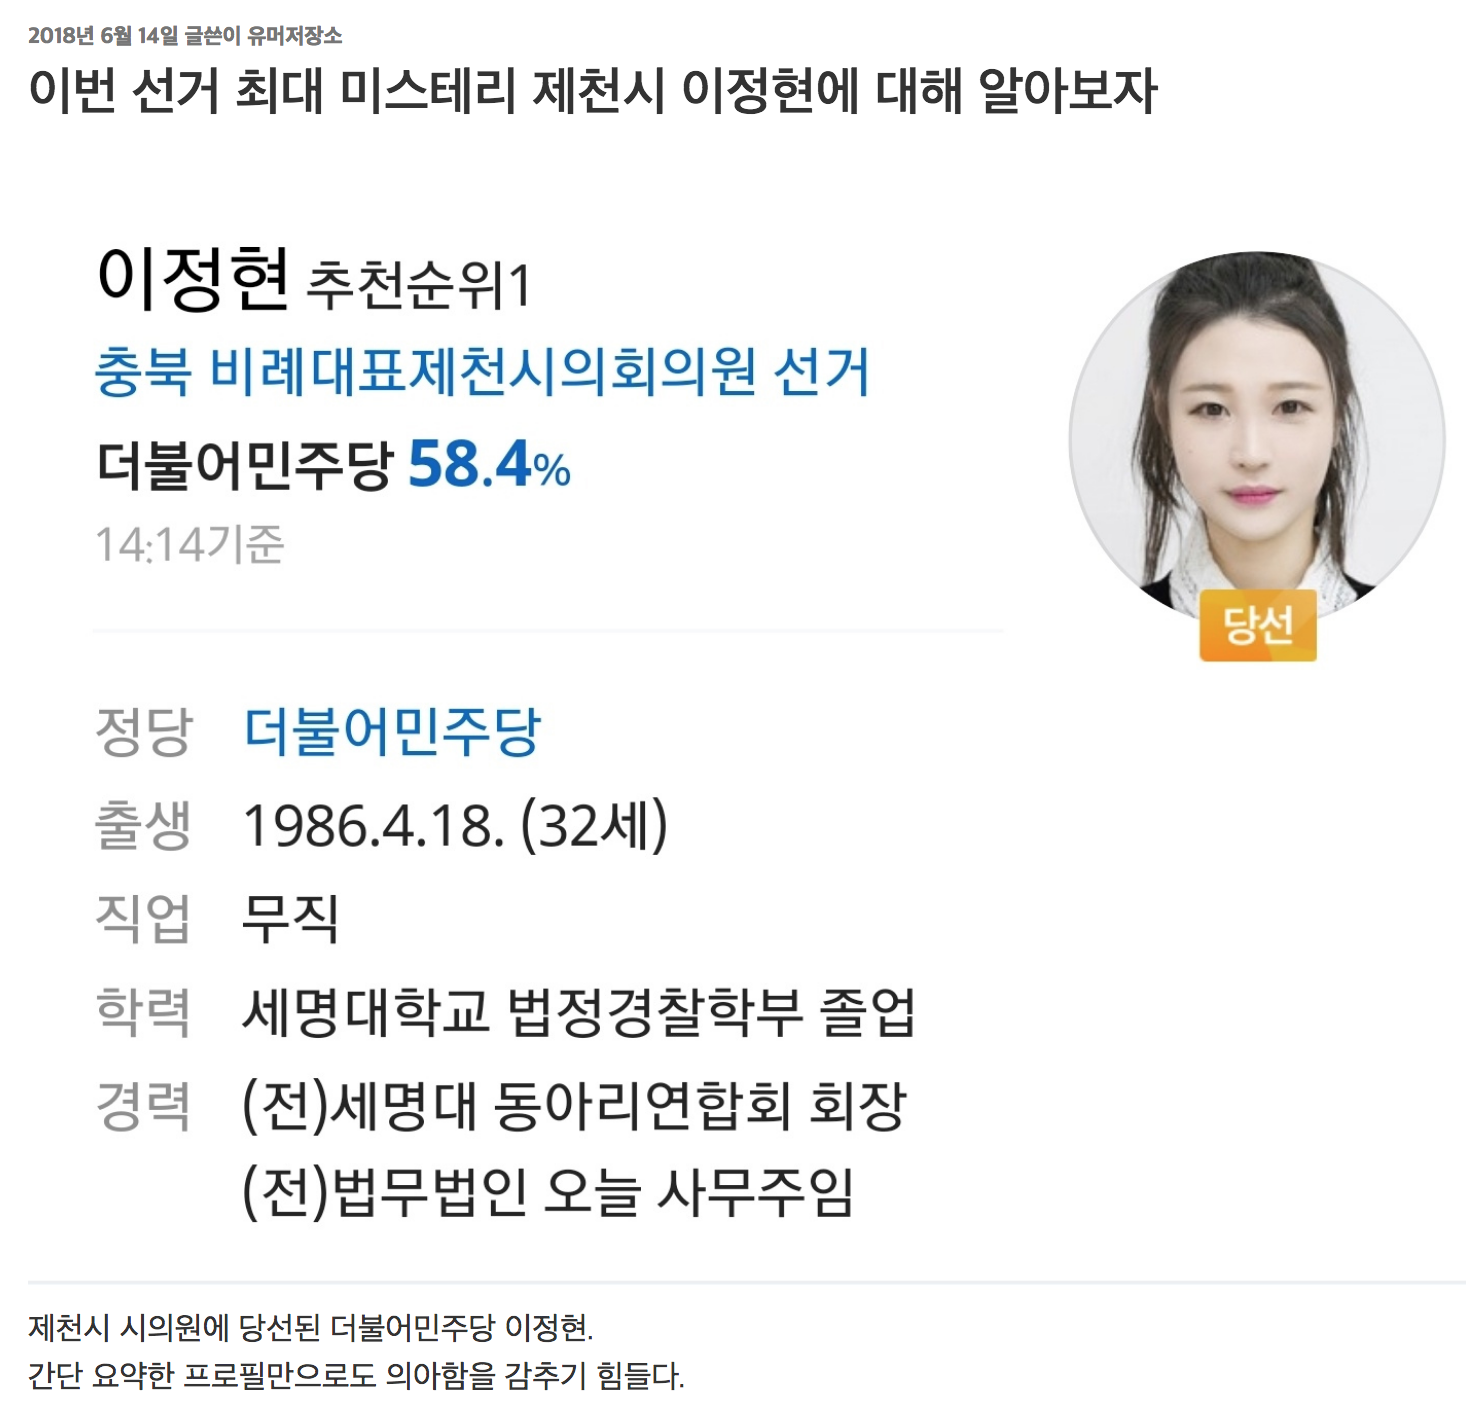 2018년 6월 14일 글쓴이 유머저장소
이번 선거 최대 미스테리 제천시 이정현에 대해 알아보자
이정현 추천순위1
충북 비례대표제천시의회의원 선거
더불어민주당 58.4%
14:14기준
당선
정당 더불어민주당
출생 1986.4.18. (32세)
직업 무직
학력 세명대학교 법정경찰학부 졸업
경력 (전)세명대 동아리연합회 회장
(전)법무법인 오늘 사무주임
제천시 시의원에 당선된 더불어민주당 이정현.
간단 요약한 프로필만으로도 의아함을 감추기 힘들다.